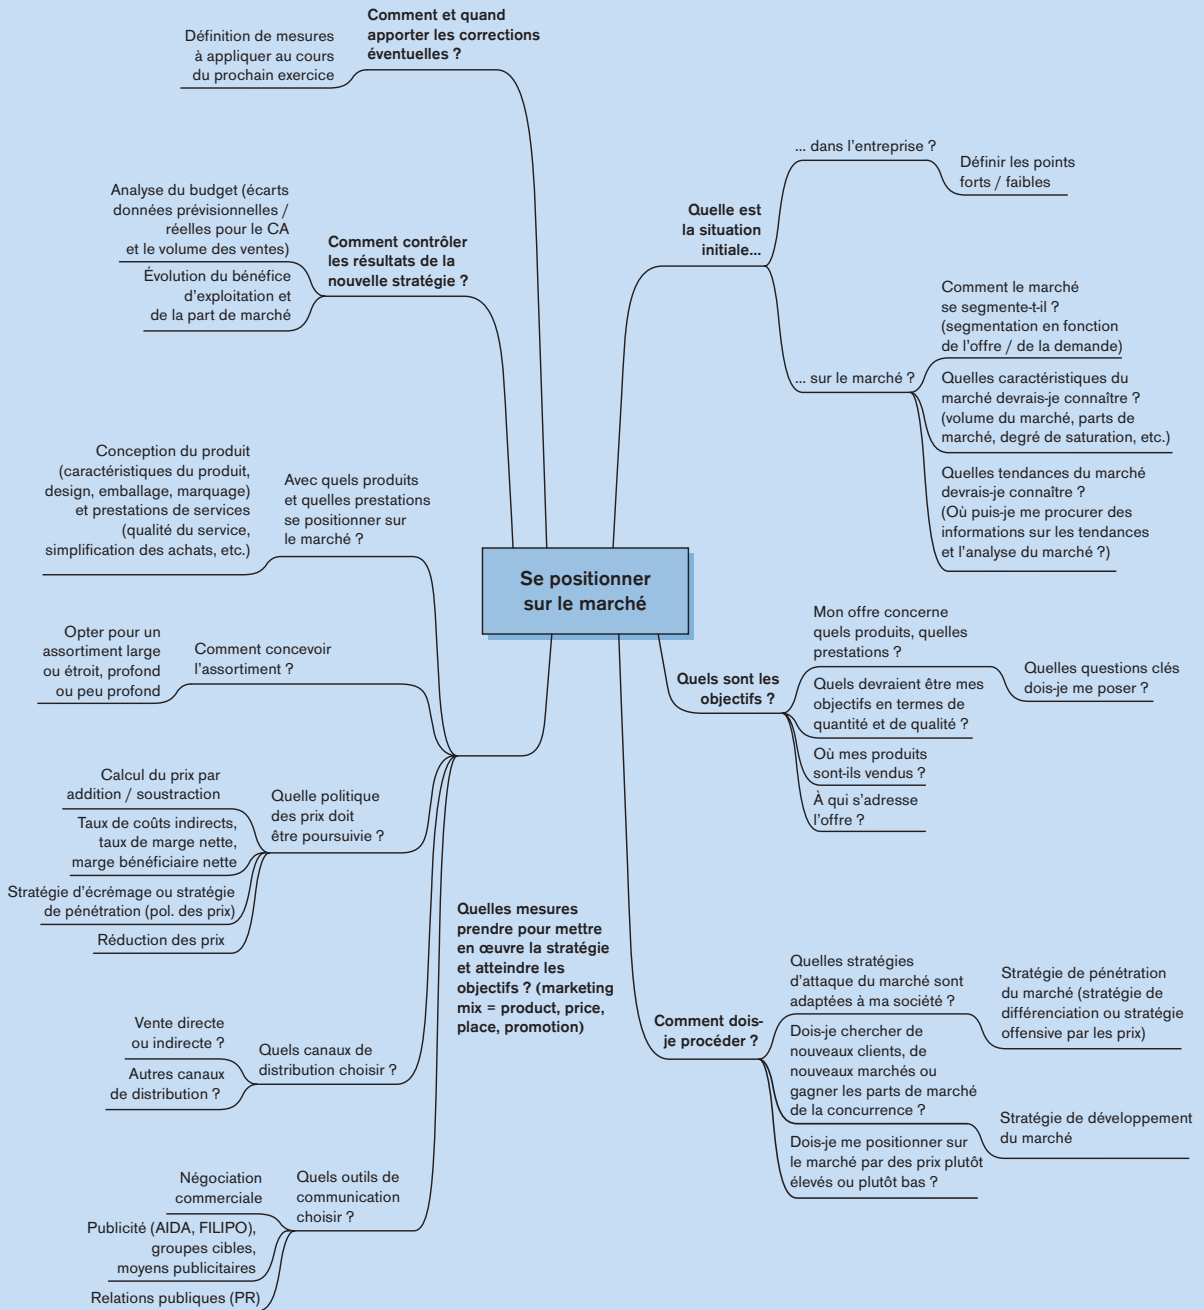 Se positionner
sur le marché
Quelle est
la situation
initiale...
... dans l'entreprise ?
Définir les points
forts / faibles
... sur le marché ?
Comment le marché
se segmente-t-il ?
(segmentation en fonction
de l'offre / de la demande)
Quelles caractéristiques du
marché devrais-je connaître ?
(volume du marché, parts de
marché, degré de saturation, etc.)
Quelles tendances du marché
devrais-je connaître ?
(Où puis-je me procurer des
informations sur les tendances
et l'analyse du marché ?)
Quels sont les
objectifs ?
Mon offre concerne
quels produits, quelles
prestations ?
Quelles questions clés
dois-je me poser ?
Quels devraient être mes
objectifs en termes de
quantité et de qualité ?
Où mes produits
sont-ils vendus ?
À qui s'adresse
l'offre ?
Comment dois-
je procéder ?
Quelles stratégies
d'attaque du marché sont
adaptées à ma société ?
Stratégie de pénétration
du marché (stratégie de
différenciation ou stratégie
offensive par les prix)
Dois-je chercher de
nouveaux clients, de
nouveaux marchés ou
gagner les parts de marché
de la concurrence ?
Stratégie de développement
du marché
Dois-je me positionner sur
le marché par des prix plutôt
élevés ou plutôt bas ?
Quelles mesures
prendre pour mettre
en œuvre la stratégie
et atteindre les
objectifs ? (marketing
mix = product, price,
place, promotion)
Avec quels produits
et quelles prestations
se positionner sur
le marché ?
Conception du produit
(caractéristiques du produit,
design, emballage, marquage)
et prestations de services
(qualité du service,
simplification des achats, etc.)
Comment concevoir
l'assortiment ?
Opter pour un
assortiment large
ou étroit, profond
ou peu profond
Quelle politique
des prix doit
être poursuivie ?
Calcul du prix par
addition / soustraction
Taux de coûts indirects,
taux de marge nette,
marge bénéficiaire nette
Stratégie d'écrémage ou stratégie
de pénétration (pol. des prix)
Réduction des prix
Quels canaux de
distribution choisir ?
Vente directe
ou indirecte ?
Autres canaux
de distribution ?
Quels outils de
communication
choisir ?
Négociation
commerciale
Publicité (AIDA, FILIPO),
groupes cibles,
moyens publicitaires
Relations publiques (PR)
Comment contrôler
les résultats de la
nouvelle stratégie ?
Analyse du budget (écarts
données prévisionnelles /
réelles pour le CA
et le volume des ventes)
Évolution du bénéfice
d'exploitation et
de la part de marché
Comment et quand
apporter les corrections
éventuelles ?
Définition de mesures
à appliquer au cours
du prochain exercice